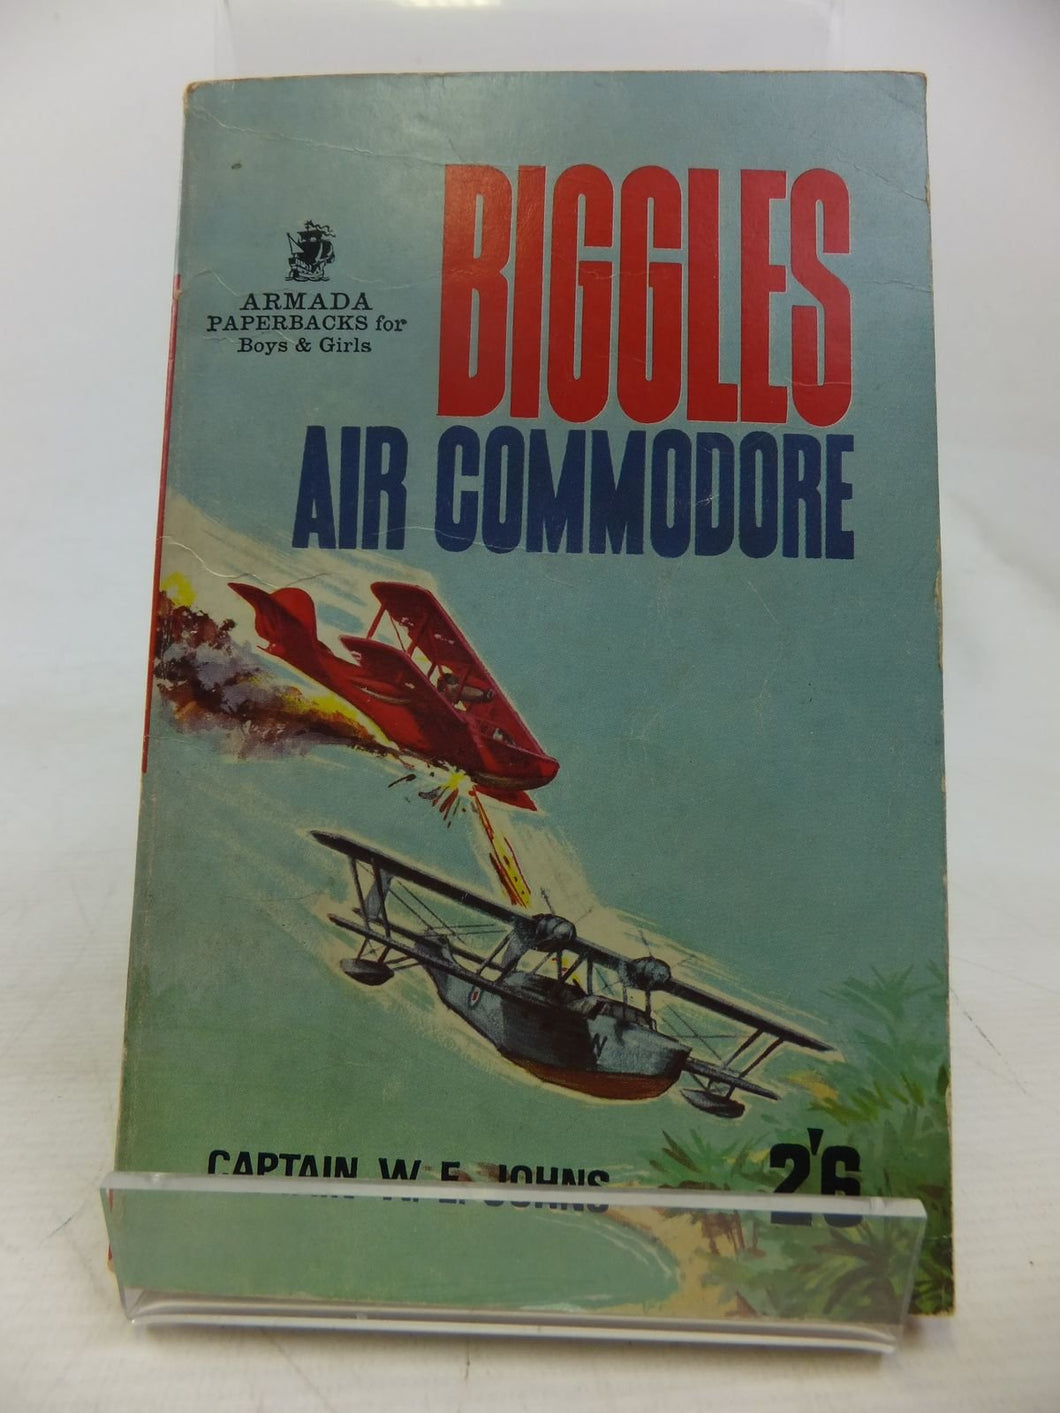 BIGGLES
ARMADA
PAPERBACKS for
Boys & Girls
AIR COMMODORE
W
CAPTAIN W. E. JOHNS
2'6